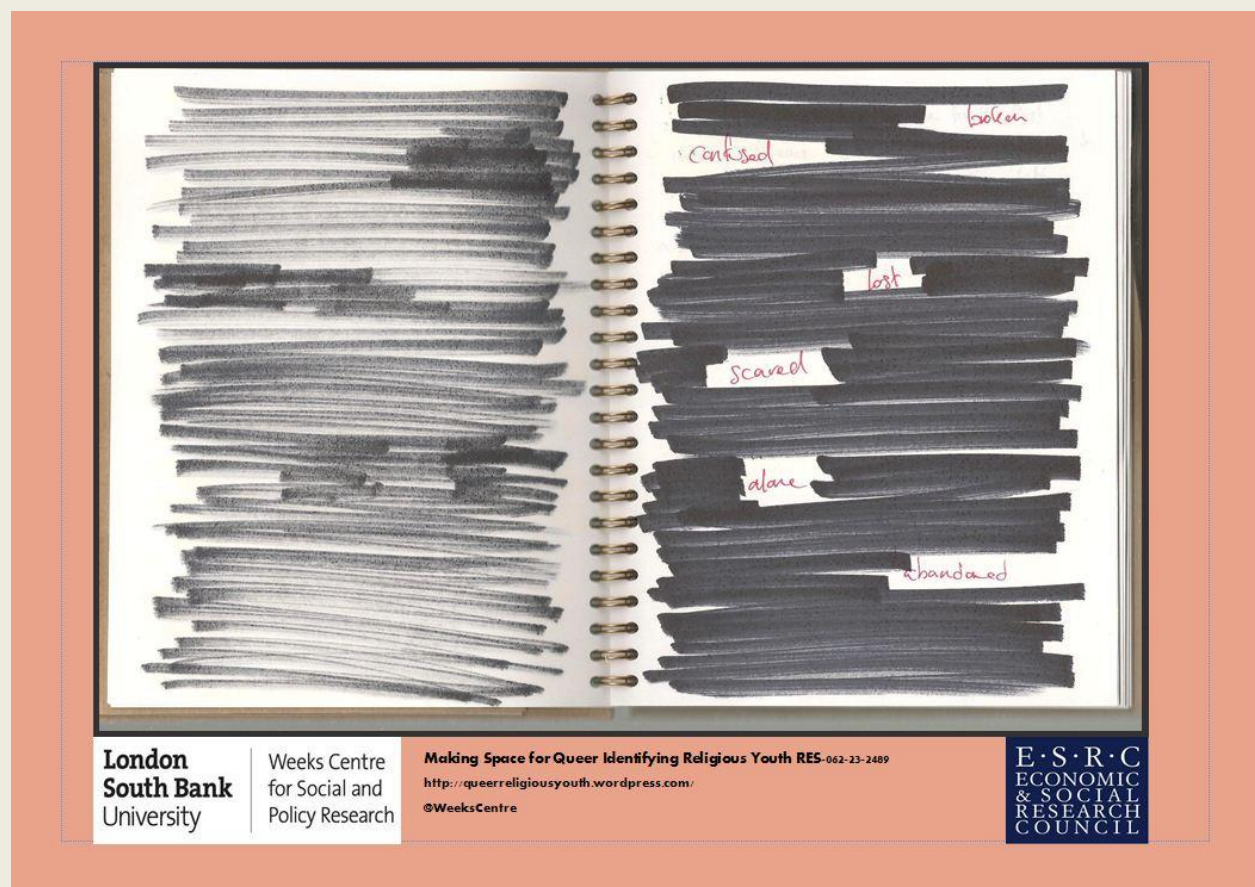 broken
confused
lost
scared
alone
abandoned
London
South Bank
University
Weeks Centre
for Social and
Policy Research
Making Space for Queer Identifying Religious Youth RES-062-23-2489
http://queerreligiousyouth.wordpress.com/
@WeeksCentre
E·S·R·C
ECONOMIC
& SOCIAL
RESEARCH
COUNCIL